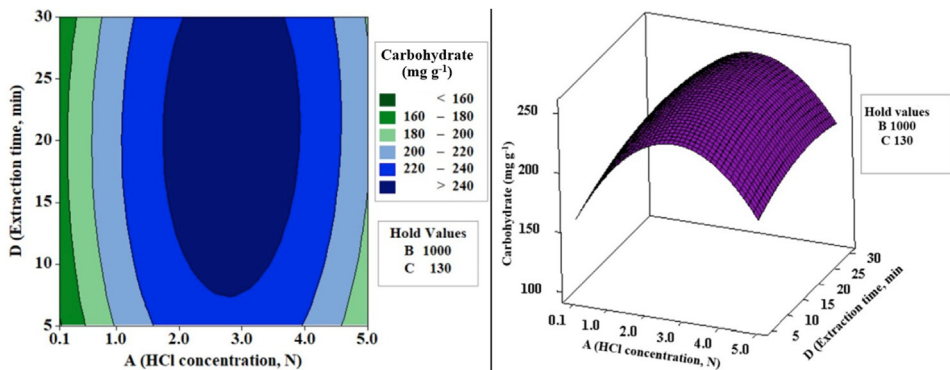 30
25
20
15
10
5
D (Extraction time, min)
0.1 1.0 2.0 3.0 4.0 5.0
A (HCl concentration, N)
Carbohydrate
(mg g-1)
< 160
160 – 180
180 – 200
200 – 220
220 – 240
> 240
Hold Values
B 1000
C 130
250
200
150
100
Carbohydrate (mg g-1)
0.1 1.0 2.0 3.0 4.0 5.0
A (HCl concentration, N)
5 10 15 20 25 30
D (Extraction time, min
Hold values
B 1000
C 130